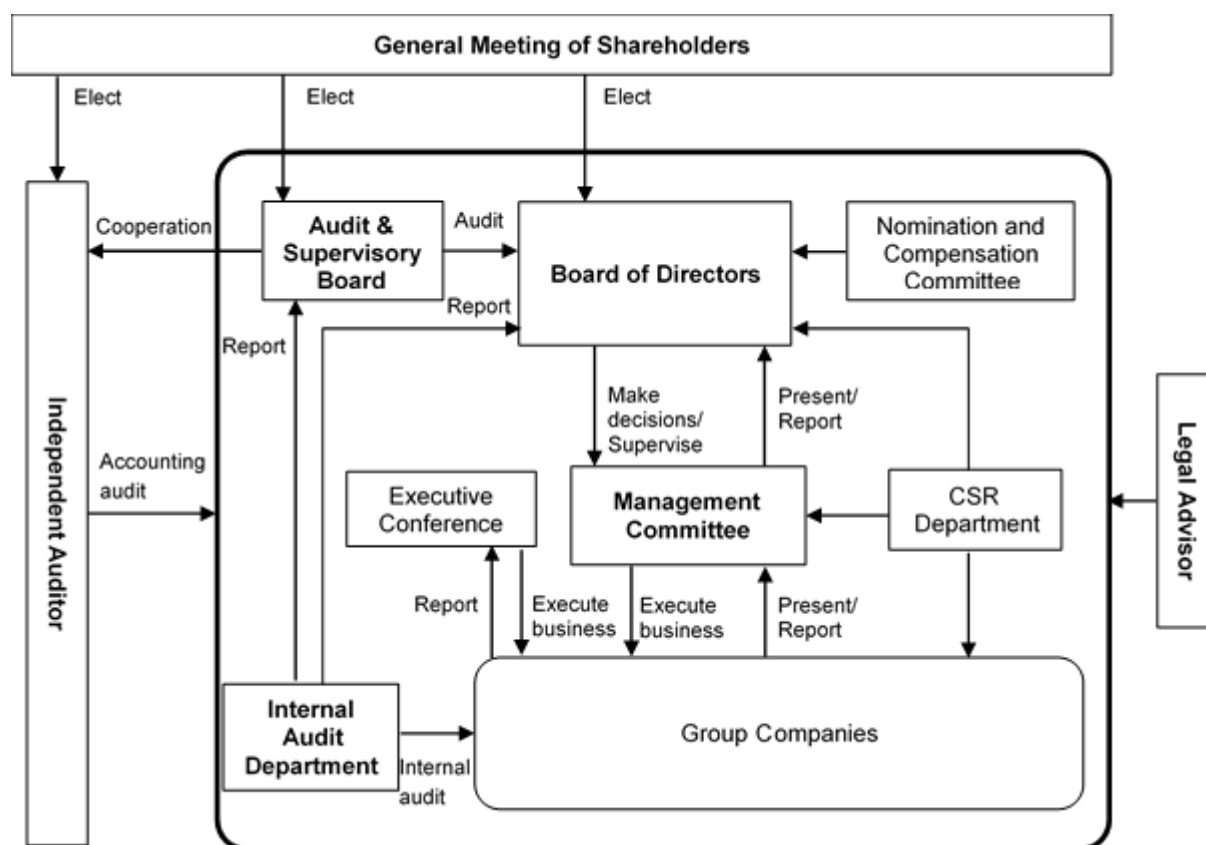 General Meeting of Shareholders
Elect
Elect
Elect
Cooperation
Audit &
Supervisory
Board
Audit
Board of Directors
Nomination and
Compensation
Committee
Report
Report
Independent Auditor
Accounting
audit
Make
decisions/
Supervise
Present/
Report
Legal Advisor
Executive
Conference
Management
Committee
CSR
Department
Report
Execute
business
Execute
business
Present/
Report
Internal
Audit
Department
Internal
audit
Group Companies